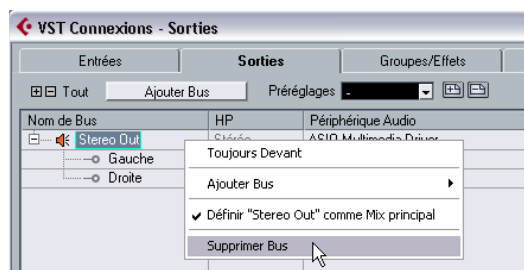 VST Connexions - Sorties
Entrées Sorties Groupes/Effets
Tout Ajouter Bus Préréglages -
Nom de Bus HP Périphérique Audio
Stereo Out Stéréo ASIO Multimedia Driver
Gauche
Droite
Toujours Devant
Ajouter Bus
Définir "Stereo Out" comme Mix principal
Supprimer Bus